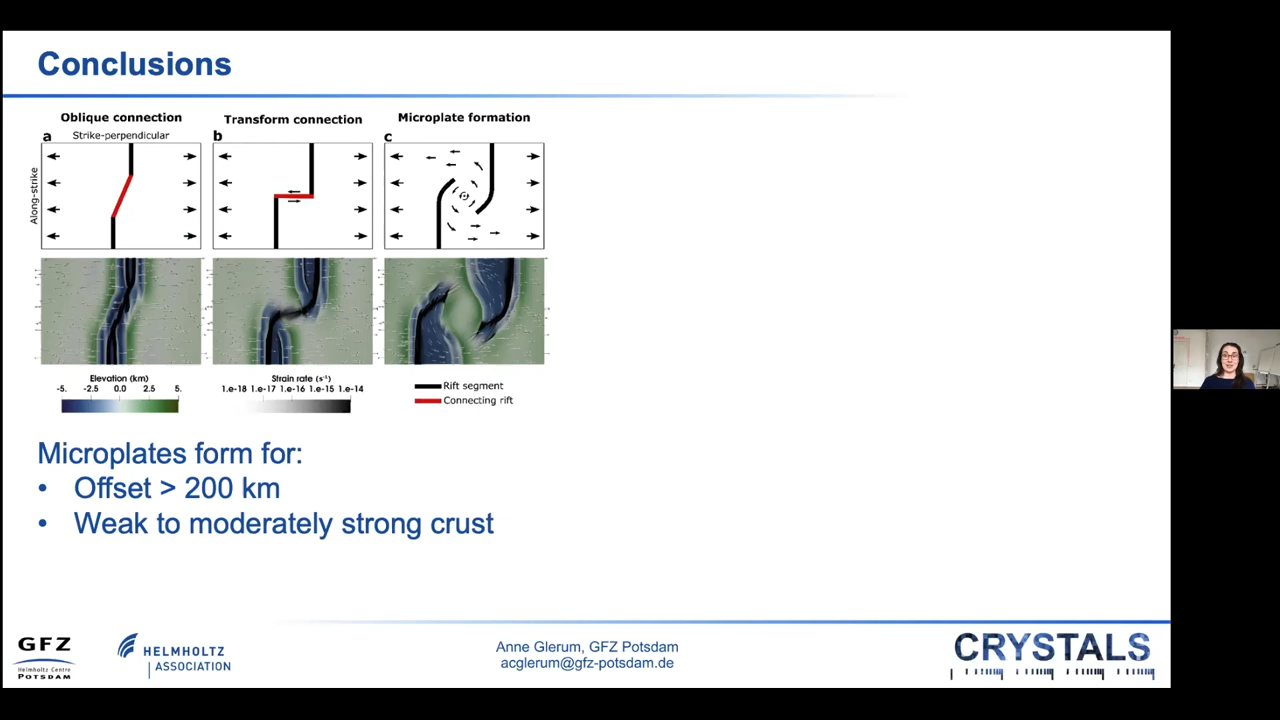 Conclusions
Oblique connection
Transform connection
Microplate formation
a
Strike-perpendicular
b
c
Along-strike
Elevation (km)
-5. -2.5 0.0 2.5 5.
Strain rate (s⁻¹)
1.e-18 1.e-17 1.e-16 1.e-15 1.e-14
Rift segment
Connecting rift
Microplates form for:
• Offset > 200 km
• Weak to moderately strong crust
GFZ
Helmholtz Centre
POTSDAM
HELMHOLTZ
ASSOCIATION
Anne Glerum, GFZ Potsdam
acglerum@gfz-potsdam.de
CRYSTALS